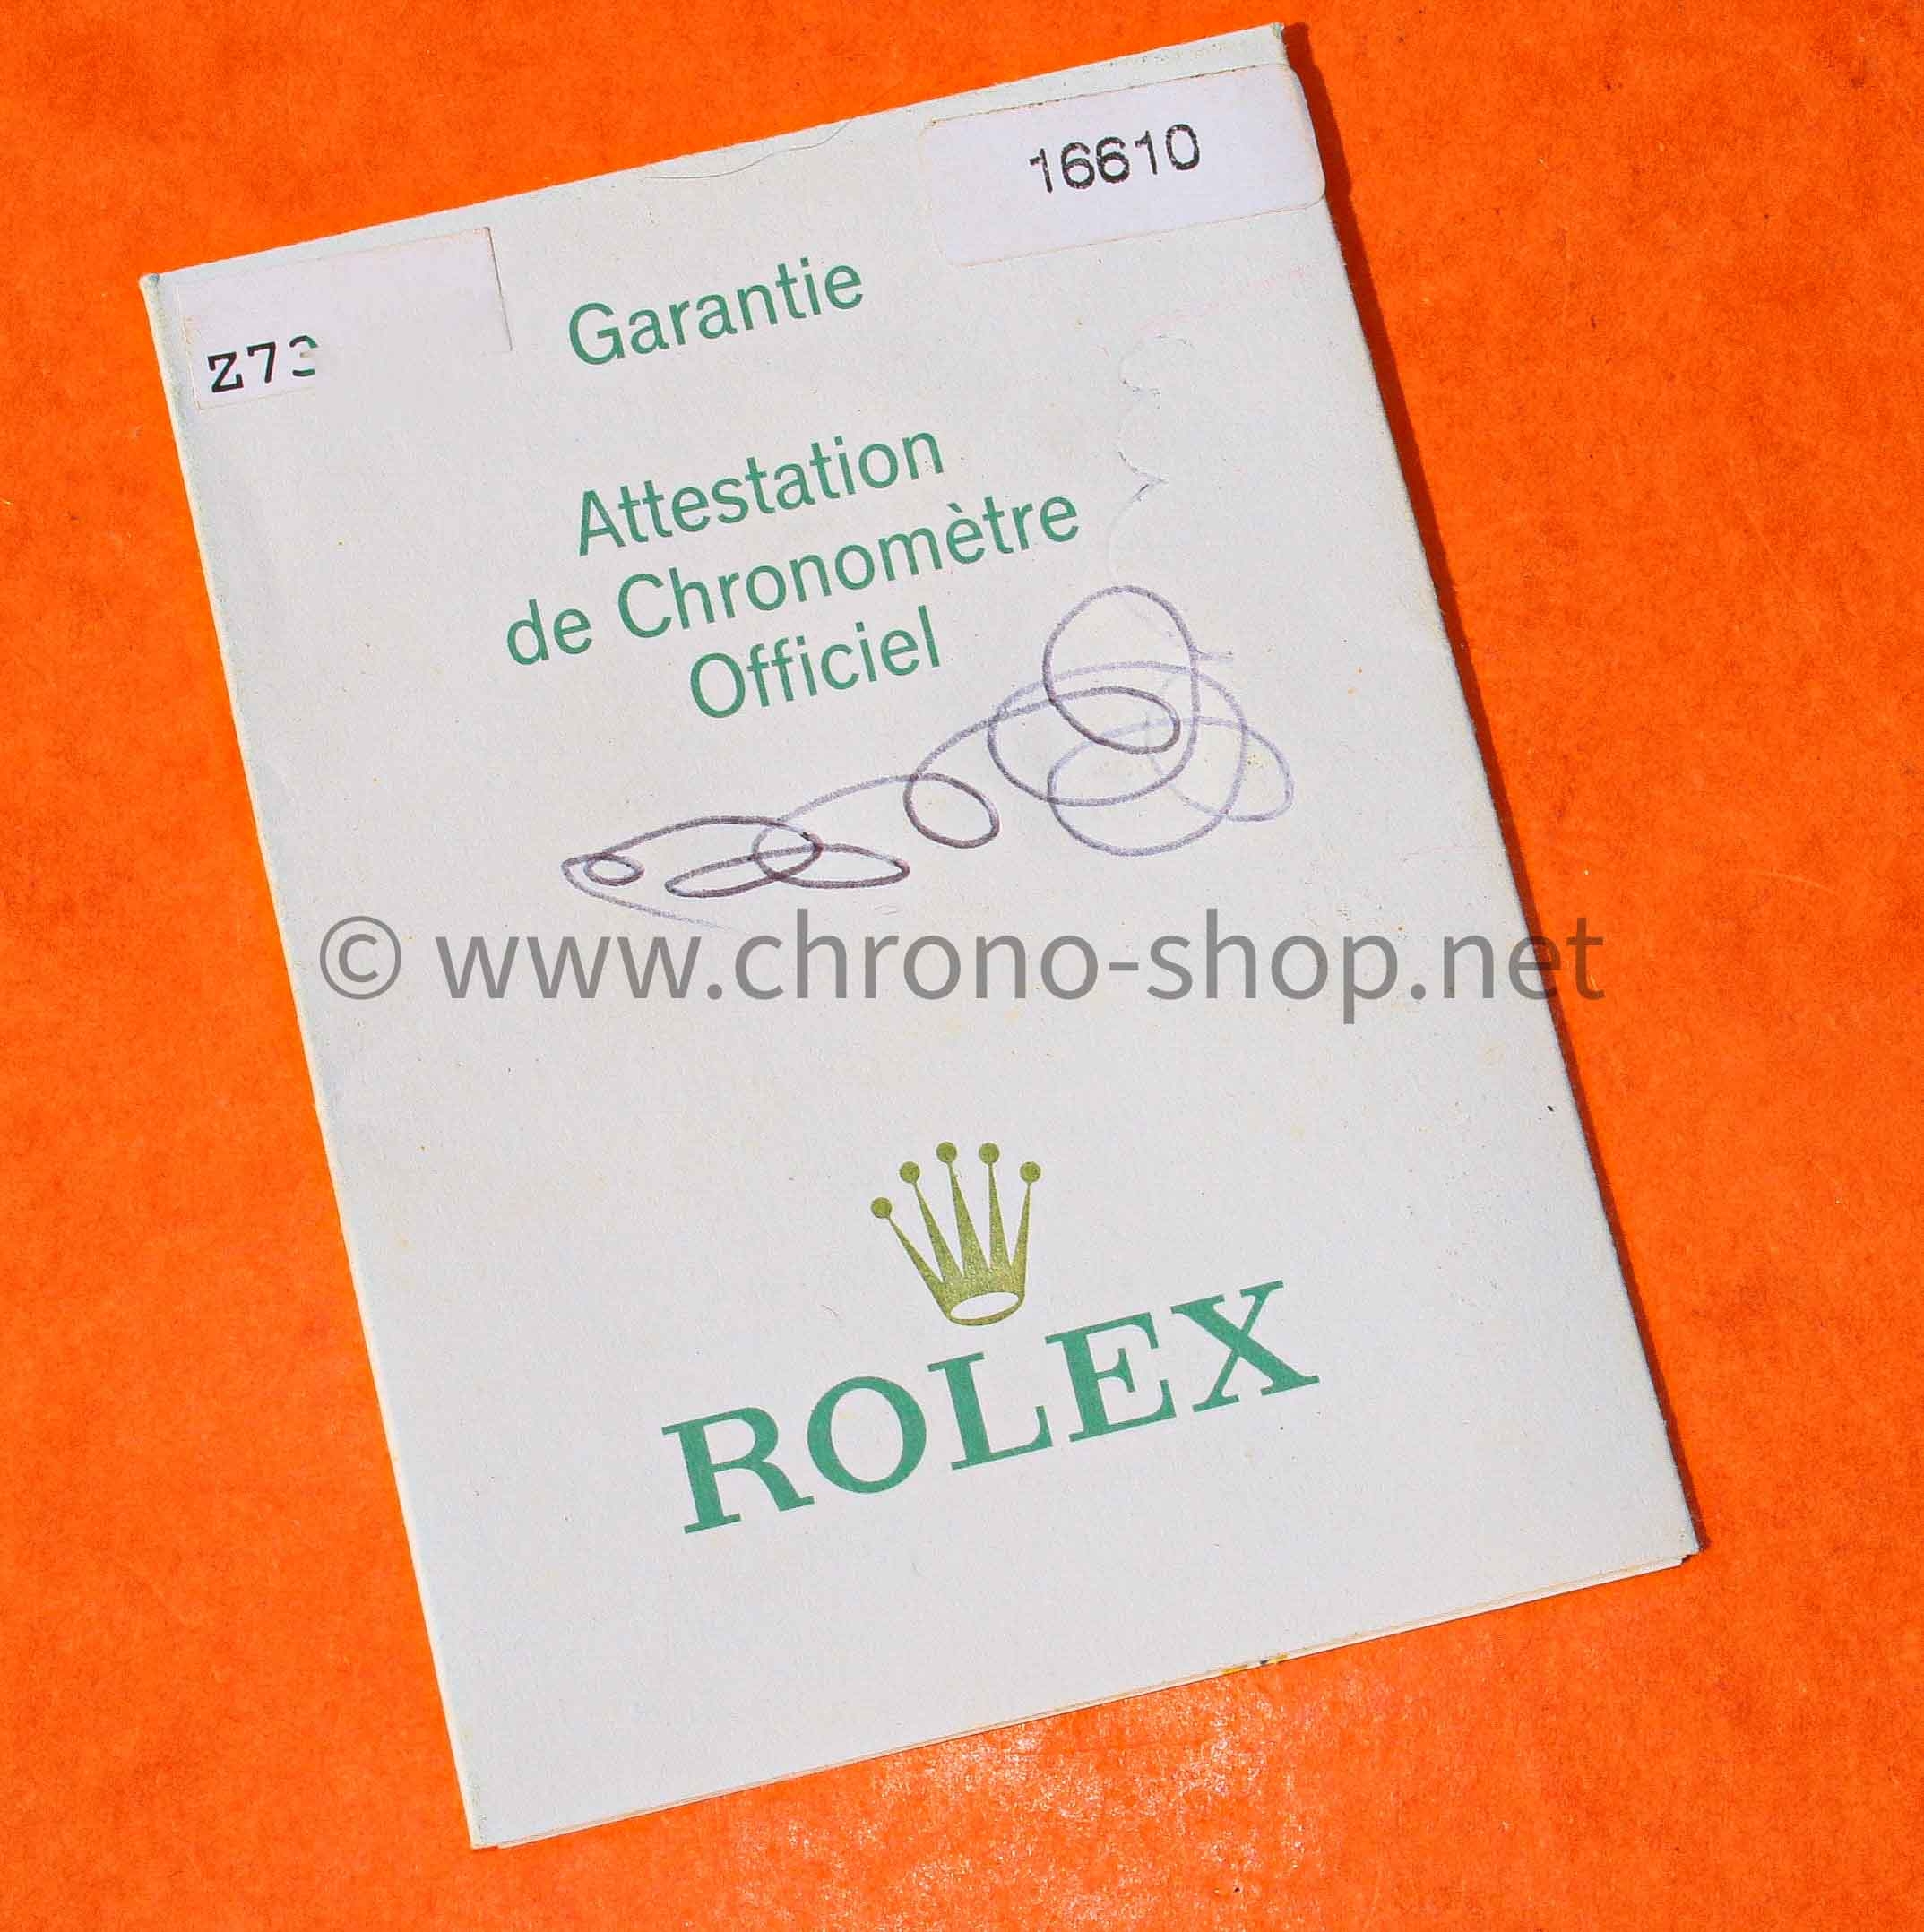 16610
Z73
Garantie
Attestation
de Chronomètre
Officiel
© www.chrono-shop.net
ROLEX